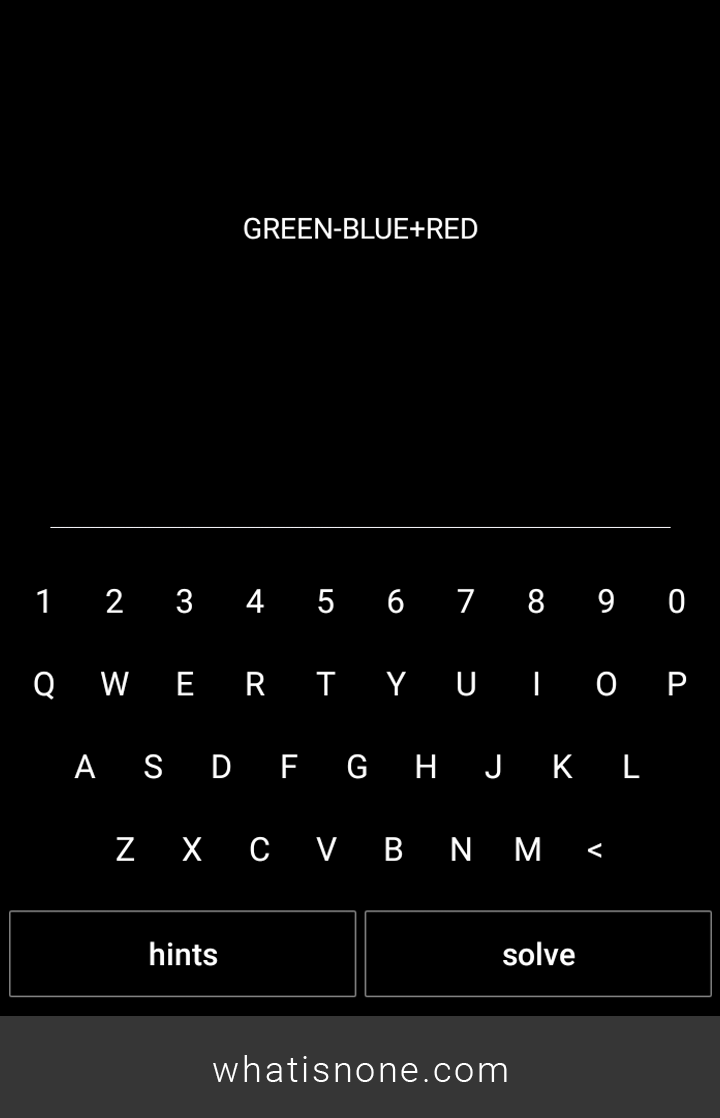 GREEN-BLUE+RED
1 2 3 4 5 6 7 8 9 0
Q W E R T Y U I O P
A S D F G H J K L
Z X C V B N M <
hints solve
whatisnone.com